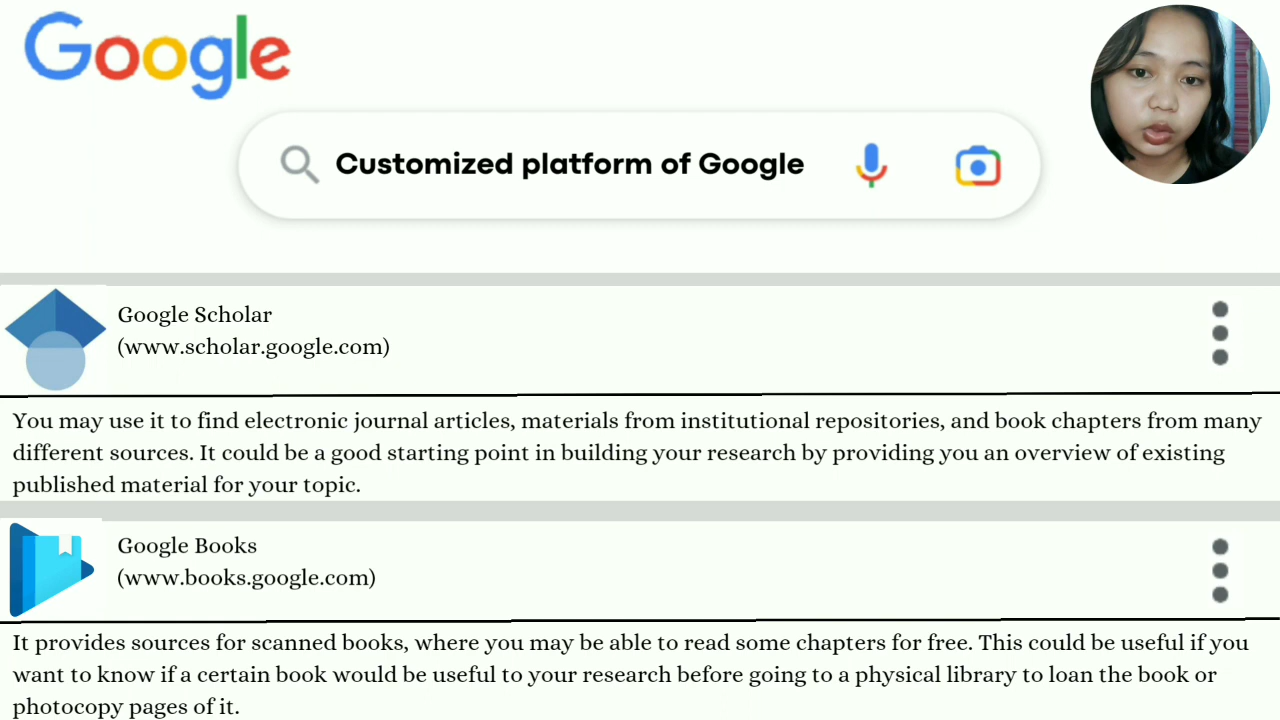 Google
Customized platform of Google
Google Scholar
(www.scholar.google.com)
You may use it to find electronic journal articles, materials from institutional repositories, and book chapters from many
different sources. It could be a good starting point in building your research by providing you an overview of existing
published material for your topic.
Google Books
(www.books.google.com)
It provides sources for scanned books, where you may be able to read some chapters for free. This could be useful if you
want to know if a certain book would be useful to your research before going to a physical library to loan the book or
photocopy pages of it.